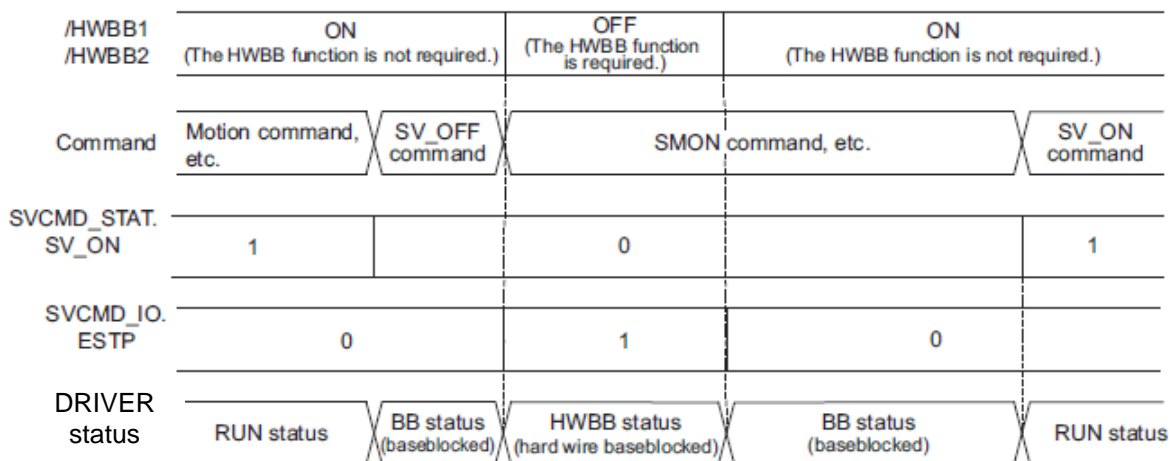 /HWBB1
/HWBB2
ON
(The HWBB function is not required.)
OFF
(The HWBB function
is required.)
ON
(The HWBB function is not required.)
Command
Motion command,
etc.
SV_OFF
command
SMON command, etc.
SV_ON
command
SVCMD_STAT.
SV_ON
1
0
1
SVCMD_IO.
ESTP
0
1
0
DRIVER
status
RUN status
BB status
(baseblocked)
HWBB status
(hard wire baseblocked)
BB status
(baseblocked)
RUN status